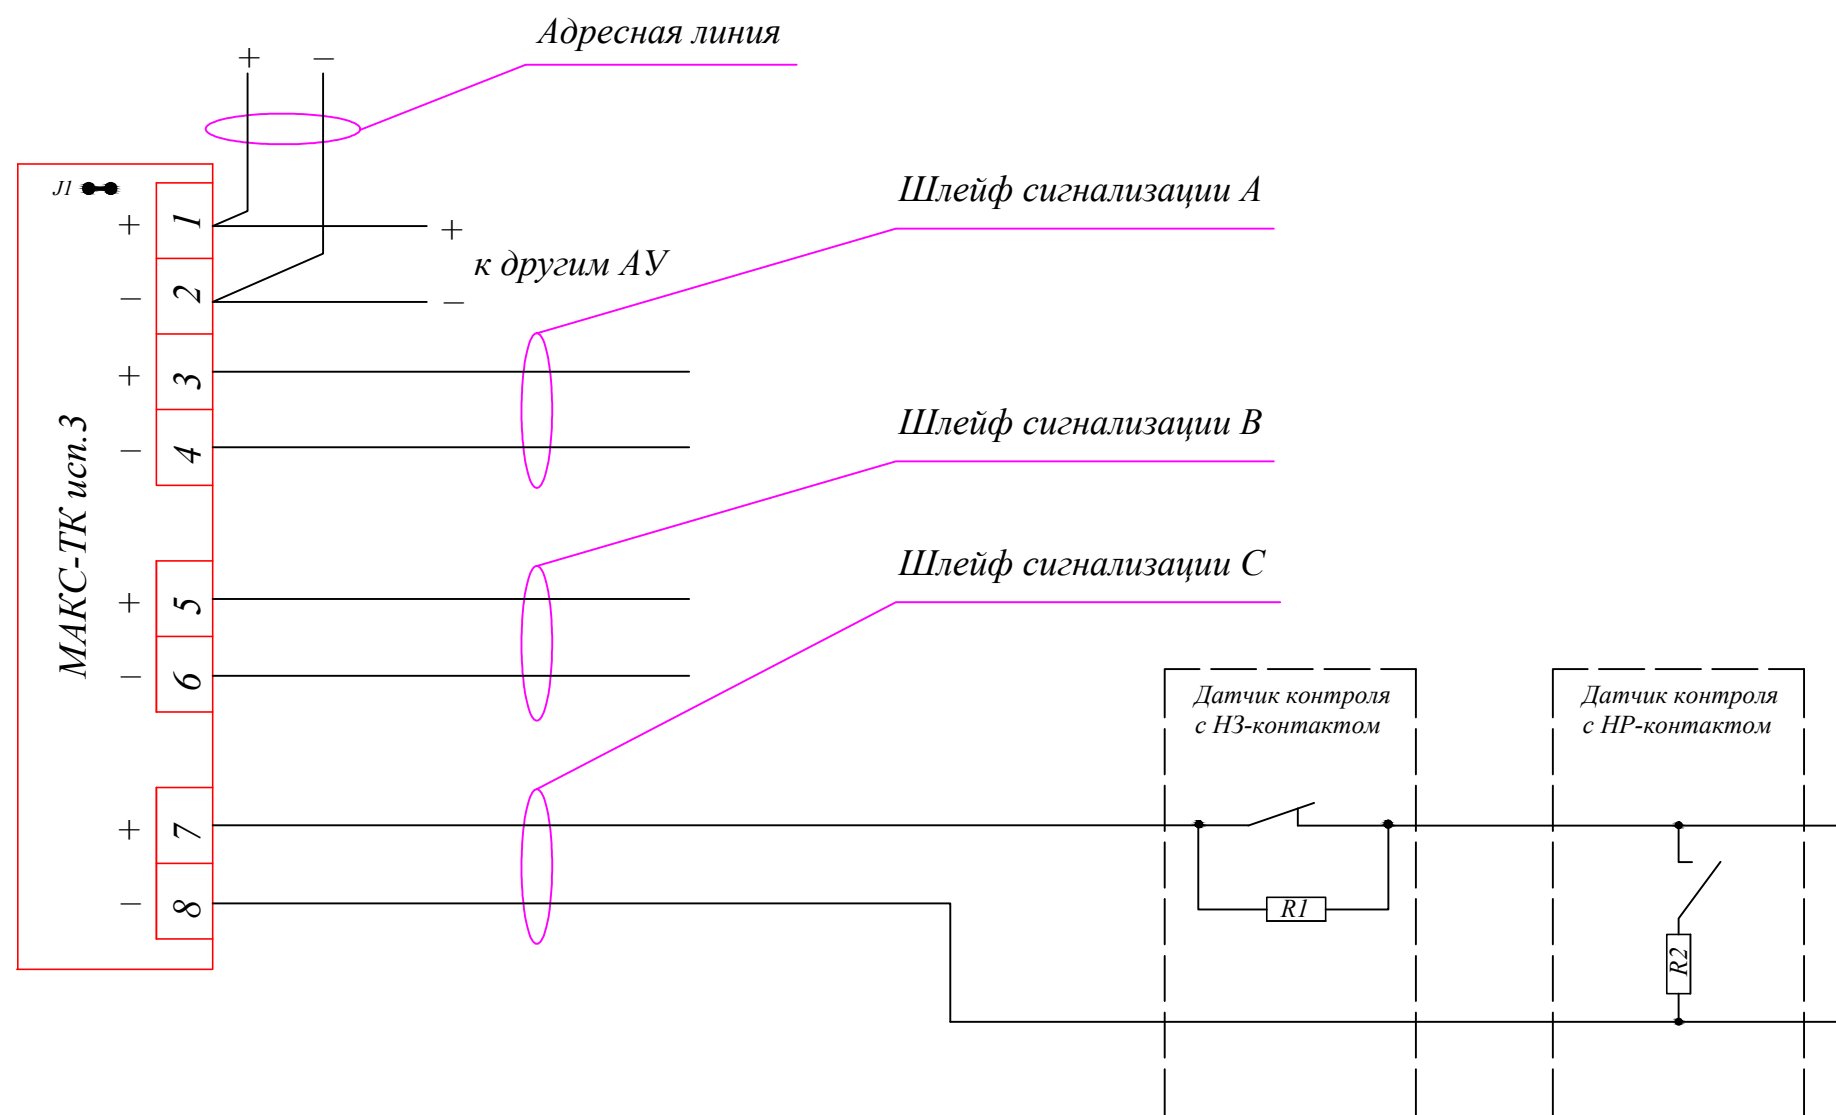 Адресная линия
+ –
J1
Шлейф сигнализации А
+ 1 +
к другим АУ
– 2 –
+ 3
Шлейф сигнализации В
– 4
МАКС-ТК исп.3
Шлейф сигнализации С
+ 5
– 6
Датчик контроля
с НЗ-контактом
Датчик контроля
с НР-контактом
+ 7
– 8
R1
R2